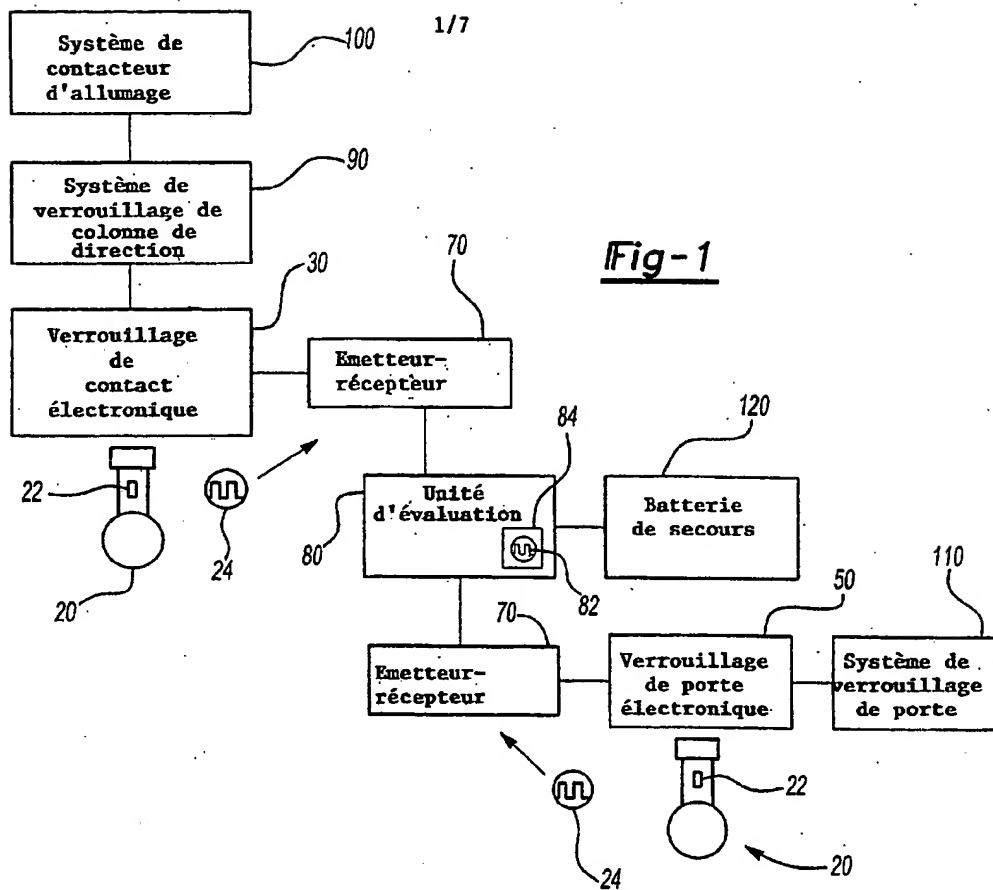 1/7
Système de
contacteur
d'allumage
100
Système de
verrouillage de
colonne de
direction
90
Fig-1
Verrouillage
de
contact
électronique
30
Emetteur-
récepteur
70
22
20
24
Unité
d'évaluation
80
84
82
Batterie
de secours
120
Emetteur-
récepteur
70
Verrouillage
de porte
électronique
50
Système de
verrouillage
de porte
110
24
22
20